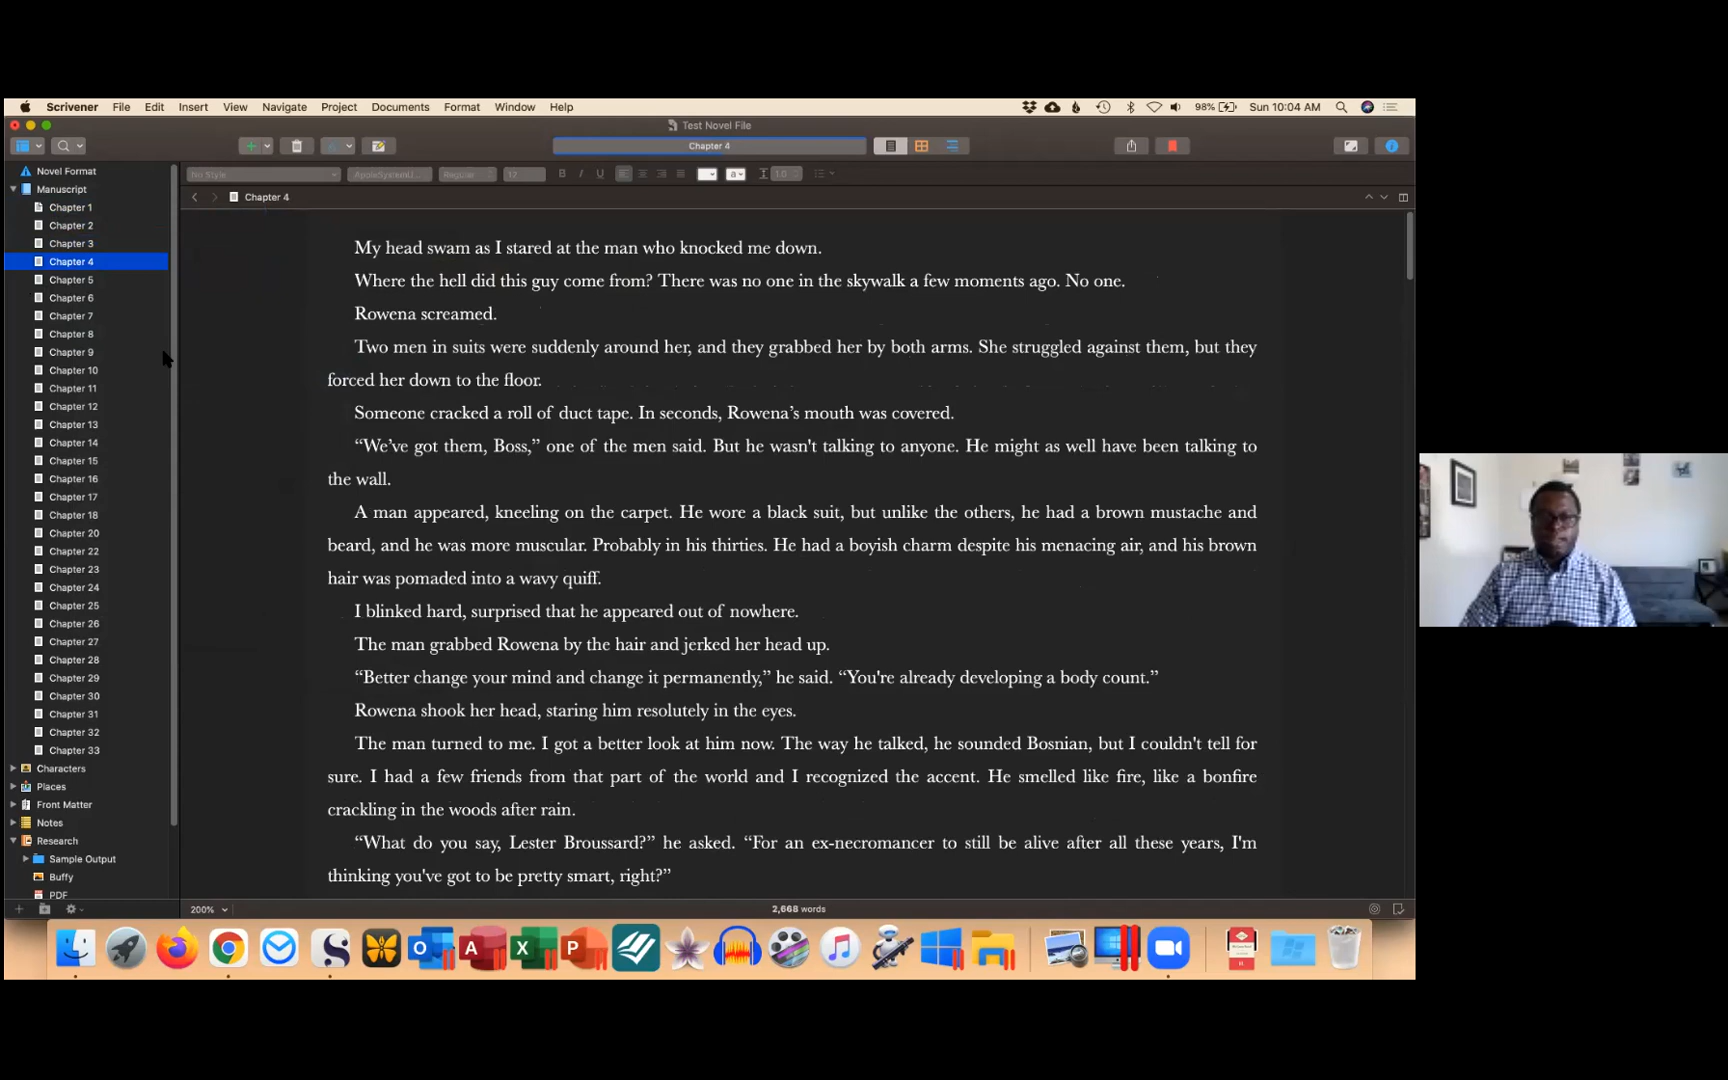 Scrivener File Edit Insert View Navigate Project Documents Format Window Help 98% Sun 10:04 AM
Test Novel File
Chapter 4
No Style AppleSystemU... Regular 12 B I U a 1.0
Novel Format
Manuscript
Chapter 1
Chapter 2
Chapter 3
Chapter 4
Chapter 5
Chapter 6
Chapter 7
Chapter 8
Chapter 9
Chapter 10
Chapter 11
Chapter 12
Chapter 13
Chapter 14
Chapter 15
Chapter 16
Chapter 17
Chapter 18
Chapter 20
Chapter 22
Chapter 23
Chapter 24
Chapter 25
Chapter 26
Chapter 27
Chapter 28
Chapter 29
Chapter 30
Chapter 31
Chapter 32
Chapter 33
Characters
Places
Front Matter
Notes
Research
Sample Output
Buffy
PDF
Chapter 4
My head swam as I stared at the man who knocked me down.
Where the hell did this guy come from? There was no one in the skywalk a few moments ago. No one.
Rowena screamed.
Two men in suits were suddenly around her, and they grabbed her by both arms. She struggled against them, but they
forced her down to the floor.
Someone cracked a roll of duct tape. In seconds, Rowena’s mouth was covered.
“We’ve got them, Boss,” one of the men said. But he wasn't talking to anyone. He might as well have been talking to
the wall.
A man appeared, kneeling on the carpet. He wore a black suit, but unlike the others, he had a brown mustache and
beard, and he was more muscular. Probably in his thirties. He had a boyish charm despite his menacing air, and his brown
hair was pomaded into a wavy quiff.
I blinked hard, surprised that he appeared out of nowhere.
The man grabbed Rowena by the hair and jerked her head up.
“Better change your mind and change it permanently,” he said. “You're already developing a body count.”
Rowena shook her head, staring him resolutely in the eyes.
The man turned to me. I got a better look at him now. The way he talked, he sounded Bosnian, but I couldn't tell for
sure. I had a few friends from that part of the world and I recognized the accent. He smelled like fire, like a bonfire
crackling in the woods after rain.
“What do you say, Lester Broussard?” he asked. “For an ex-necromancer to still be alive after all these years, I'm
thinking you've got to be pretty smart, right?”
200% 2,668 words